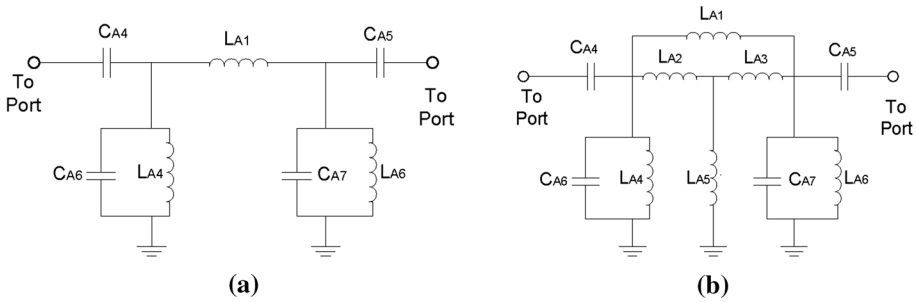 CA4
LA1
CA5
To
Port
To
Port
CA6
LA4
CA7
LA6
(a)
LA1
CA4
LA2
LA3
CA5
To
Port
To
Port
CA6
LA4
LA5
CA7
LA6
(b)